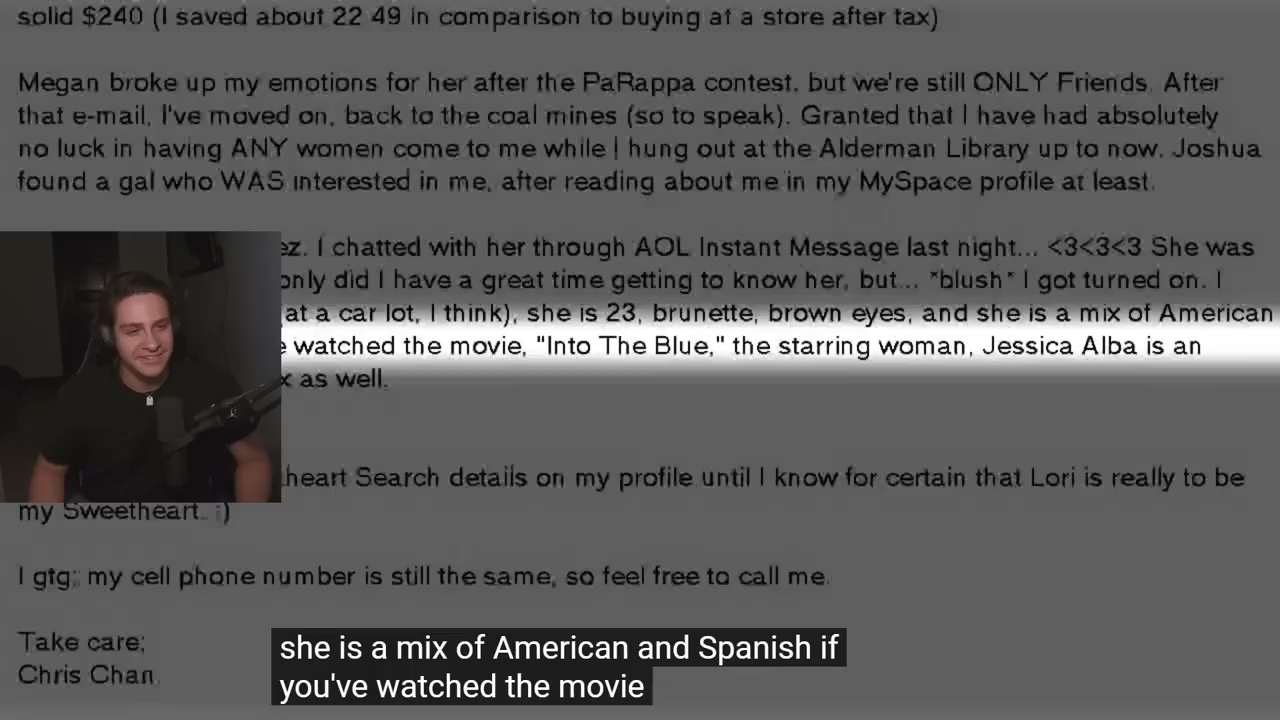 solid $240 (I saved about 22 49 in comparison to buying at a store after tax)
Megan broke up my emotions for her after the PaRappa contest, but we're still ONLY Friends. After
that e-mail, I've moved on, back to the coal mines (so to speak). Granted that I have had absolutely
no luck in having ANY women come to me while I hung out at the Alderman Library up to now. Joshua
found a gal who WAS interested in me, after reading about me in my MySpace profile at least.
ez. I chatted with her through AOL Instant Message last night... <3<3<3 She was
only did I have a great time getting to know her, but... *blush* I got turned on. I
(at a car lot, I think), she is 23, brunette, brown eyes, and she is a mix of American
e watched the movie, "Into The Blue," the starring woman, Jessica Alba is an
x as well.
heart Search details on my profile until I know for certain that Lori is really to be
my Sweetheart. ;)
I gtg; my cell phone number is still the same, so feel free to call me.
Take care;
Chris Chan
she is a mix of American and Spanish if
you've watched the movie